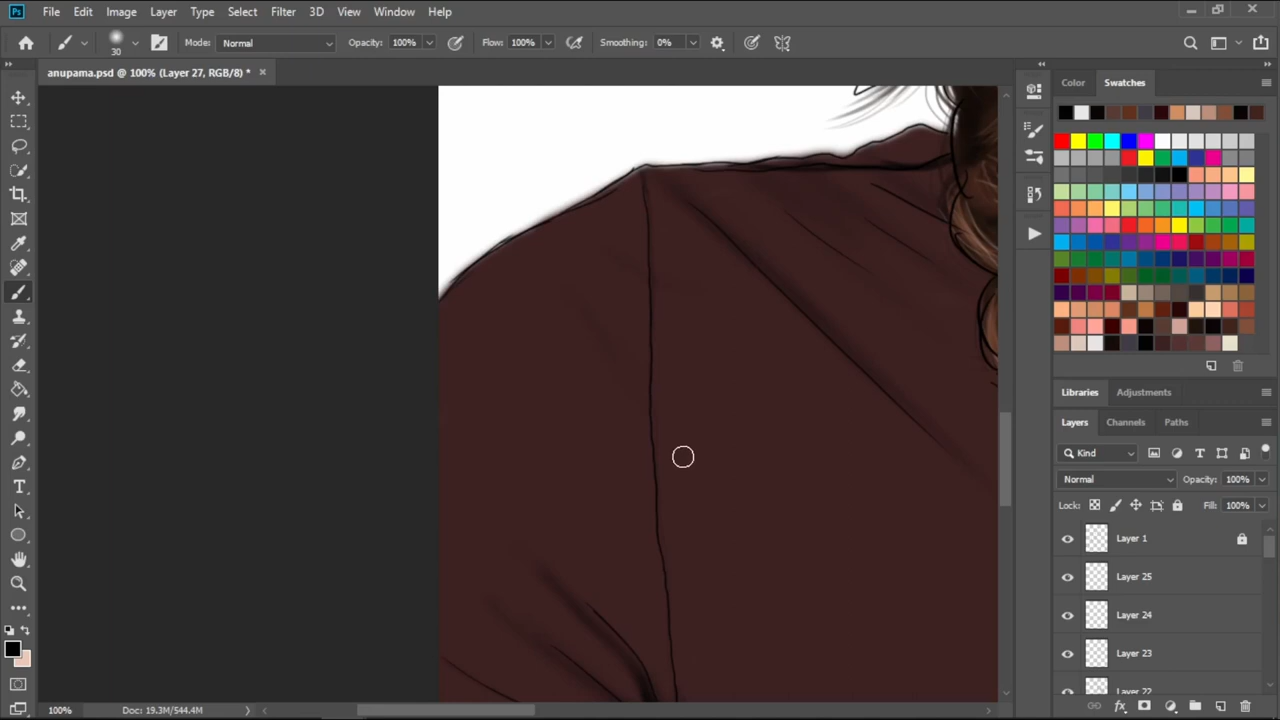 Ps File Edit Image Layer Type Select Filter 3D View Window Help
30 Mode: Normal Opacity: 100% Flow: 100% Smoothing: 0%
anupama.psd @ 100% (Layer 27, RGB/8) * ×
Color Swatches
Libraries Adjustments
Layers Channels Paths
Kind
Normal Opacity: 100%
Lock: Fill: 100%
Layer 1
Layer 25
Layer 24
Layer 23
Layer 22
100% Doc: 19.3M/544.4M